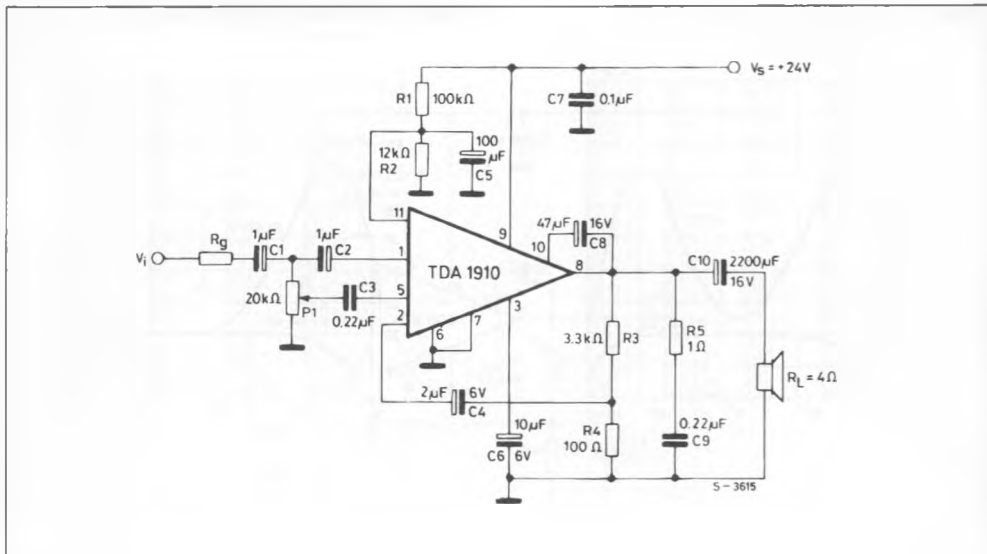 Vs = +24V
R1
100kΩ
C7
0.1µF
12kΩ
R2
100
µF
C5
11
9
47µF
16V
C8
10
1µF
C1
1µF
C2
Rg
Vi
1
TDA 1910
8
C10
2200µF
16V
20kΩ
P1
C3
0.22µF
5
3
2
6
7
3.3kΩ
R3
R5
1Ω
RL = 4Ω
2µF
6V
C4
10µF
C6
6V
R4
100Ω
0.22µF
C9
S-3615